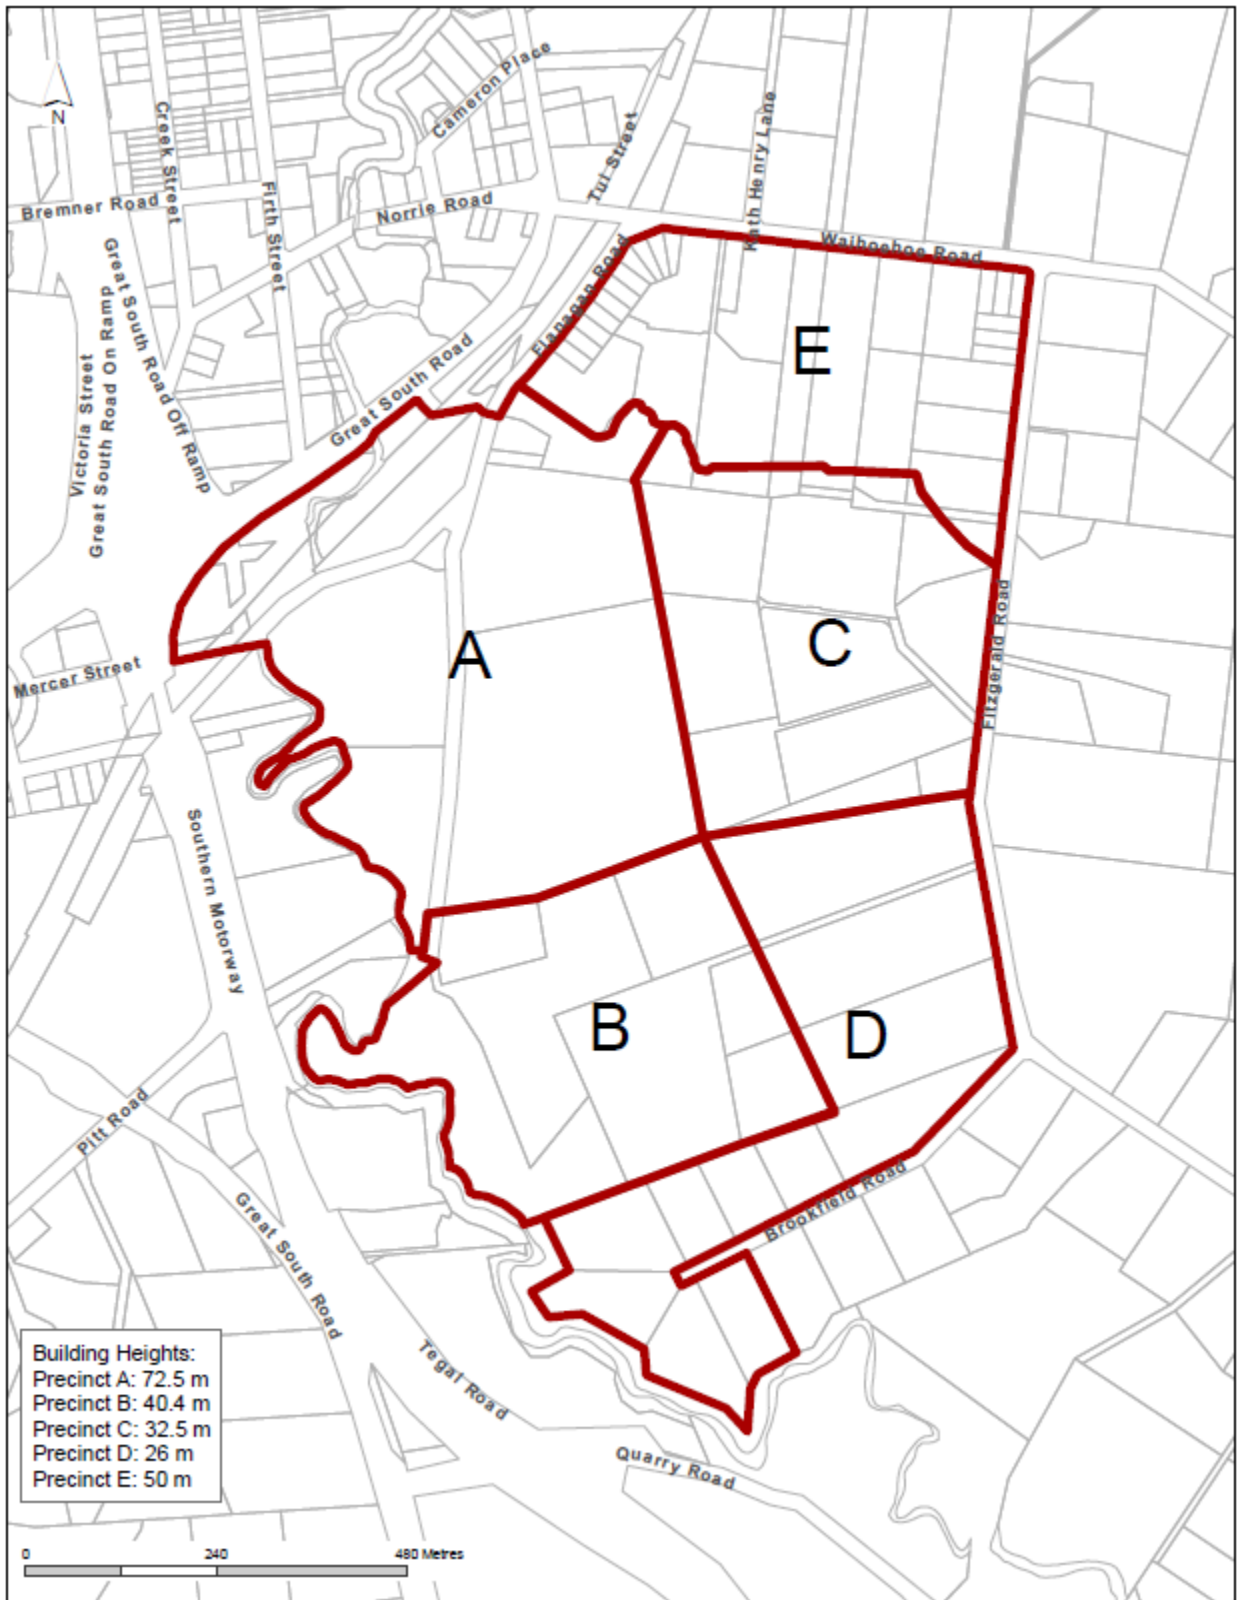 N
Cameron Place
Tui Street
Kath Henry Lane
Creek Street
Bremner Road
Firth Street
Norrie Road
Waihoehoe Road
Great South Road Off Ramp
Great South Road On Ramp
Victoria Street
Flanagan Road
Great South Road
E
A
C
Fitzgerald Road
Mercer Street
Southern Motorway
B
D
Pitt Road
Brookfield Road
Great South Road
Tegal Road
Quarry Road
Building Heights:
Precinct A: 72.5 m
Precinct B: 40.4 m
Precinct C: 32.5 m
Precinct D: 26 m
Precinct E: 50 m
0 240 480 Metres